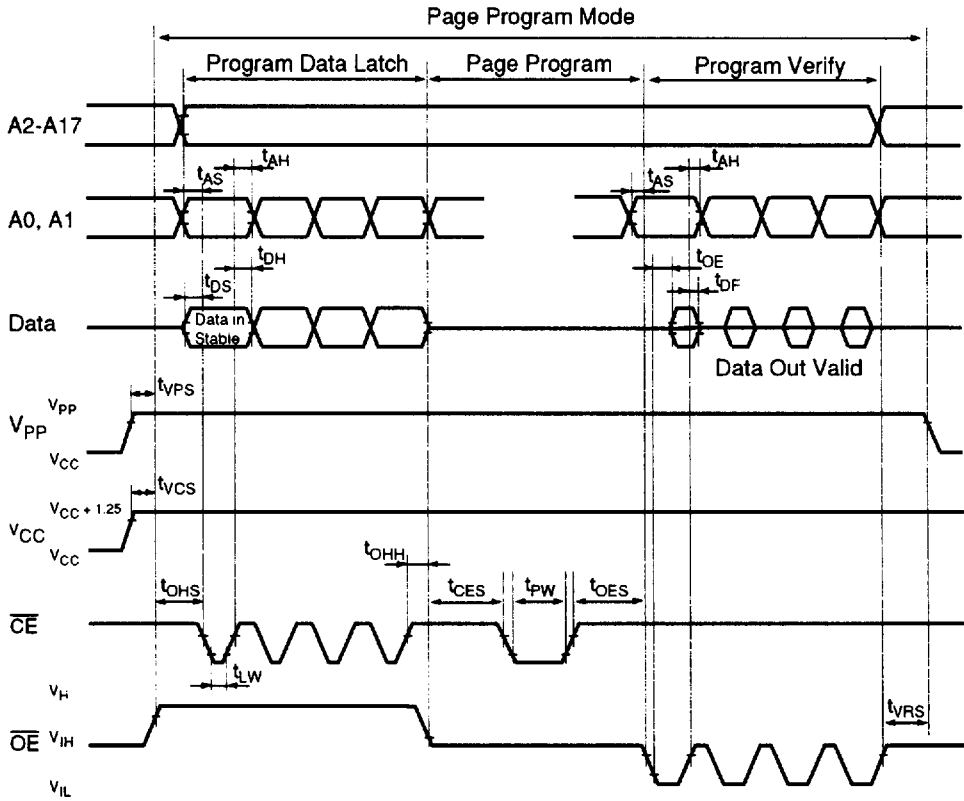 Page Program Mode
Program Data Latch Page Program Program Verify
A2-A17
tAH tAH
tAS tAS
A0, A1
tDH tOE
tDS tDF
Data Data in Stable
Data Out Valid
tVPS
VPP
VPP
VCC
tVCS
VCC + 1.25
VCC
VCC
tOHH
tOHS tCES tPW tOES
CE
tLW
VH
tVRS
OE VIH
VIL